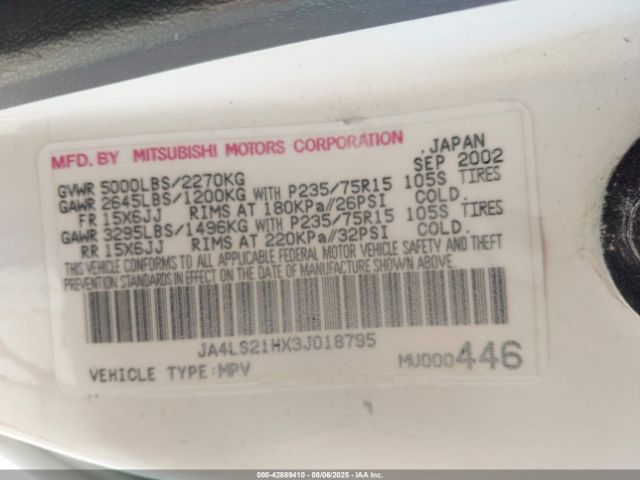 MFD. BY MITSUBISHI MOTORS CORPORATION JAPAN
GVWR 5000LBS/2270KG SEP 2002
GAWR 2645LBS/1200KG WITH P235/75R15 105S TIRES
FR 15X6JJ RIMS AT 180KPa//26PSI COLD.
GAWR 3295LBS/1496KG WITH P235/75R15 105S TIRES
RR 15X6JJ RIMS AT 220KPa//32PSI COLD.
THIS VEHICLE CONFORMS TO ALL APPLICABLE FEDERAL MOTOR VEHICLE SAFETY AND THEFT
PREVENTION STANDARDS IN EFFECT ON THE DATE OF MANUFACTURE SHOWN ABOVE.
JA4LS21HX3J018795
VEHICLE TYPE:MPV MU000446
000-42889410 - 08/06/2025 - IAA Inc.